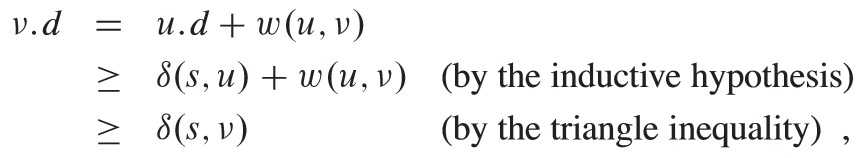 ν.d = u.d + w(u, ν)
≥ δ(s, u) + w(u, ν) (by the inductive hypothesis)
≥ δ(s, ν) (by the triangle inequality) ,